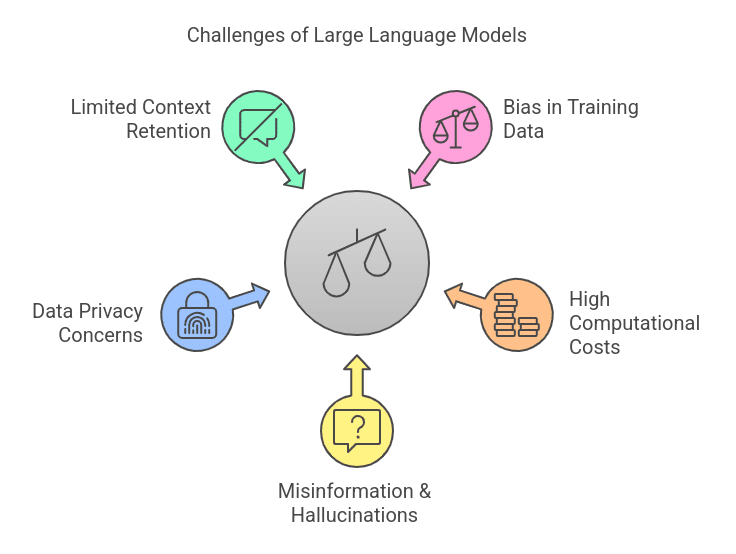 Challenges of Large Language Models
Limited Context
Retention
Bias in Training
Data
Data Privacy
Concerns
High
Computational
Costs
?
Misinformation &
Hallucinations